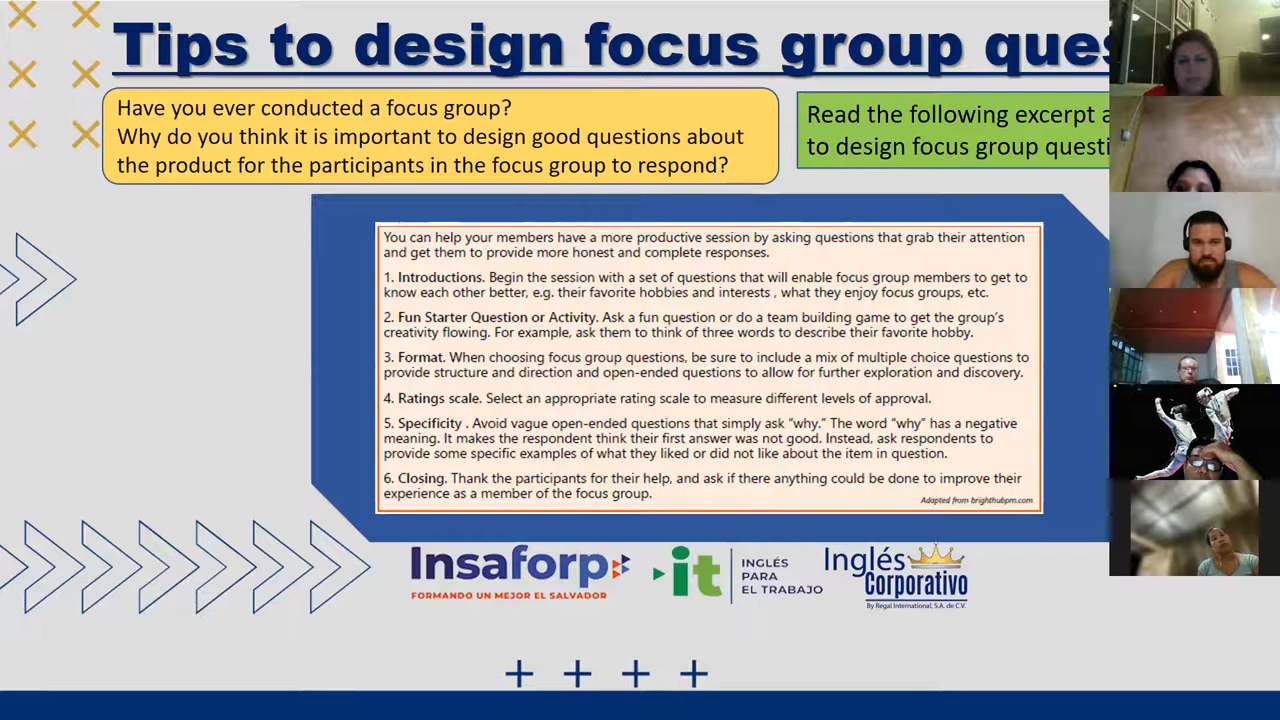 Tips to design focus group ques
Have you ever conducted a focus group?
Why do you think it is important to design good questions about
the product for the participants in the focus group to respond?
Read the following excerpt a
to design focus group questi
You can help your members have a more productive session by asking questions that grab their attention
and get them to provide more honest and complete responses.
1. Introductions. Begin the session with a set of questions that will enable focus group members to get to
know each other better, e.g. their favorite hobbies and interests , what they enjoy focus groups, etc.
2. Fun Starter Question or Activity. Ask a fun question or do a team building game to get the group's
creativity flowing. For example, ask them to think of three words to describe their favorite hobby.
3. Format. When choosing focus group questions, be sure to include a mix of multiple choice questions to
provide structure and direction and open-ended questions to allow for further exploration and discovery.
4. Ratings scale. Select an appropriate rating scale to measure different levels of approval.
5. Specificity . Avoid vague open-ended questions that simply ask “why.” The word “why” has a negative
meaning. It makes the respondent think their first answer was not good. Instead, ask respondents to
provide some specific examples of what they liked or did not like about the item in question.
6. Closing. Thank the participants for their help, and ask if there anything could be done to improve their
experience as a member of the focus group.
Adapted from brighthubpm.com
Insaforp
FORMANDO UN MEJOR EL SALVADOR
it
INGLÉS
PARA
EL TRABAJO
Inglés
Corporativo
By Regal International, S.A. de C.V.